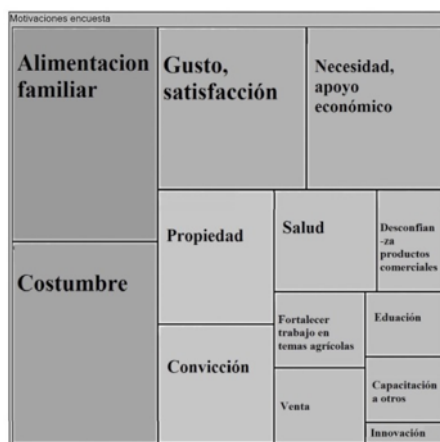 Motivaciones encuesta
Alimentacion
familiar
Gusto,
satisfacción
Necesidad,
apoyo
económico
Costumbre
Propiedad
Salud
Desconfian
-za
productos
comerciales
Convicción
Fortalecer
trabajo en
temas agrícolas
Eduación
Venta
Capacitación
a otros
Innovación